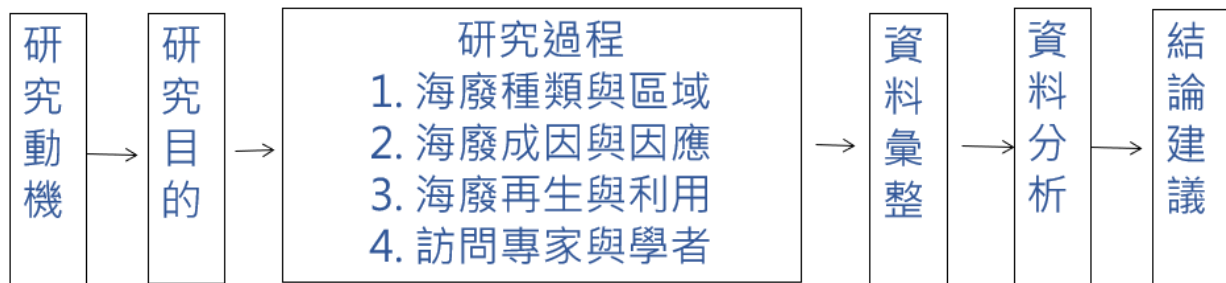 研究動機
研究目的
研究過程
1. 海廢種類與區域
2. 海廢成因與因應
3. 海廢再生與利用
4. 訪問專家與學者
資料彙整
資料分析
結論建議